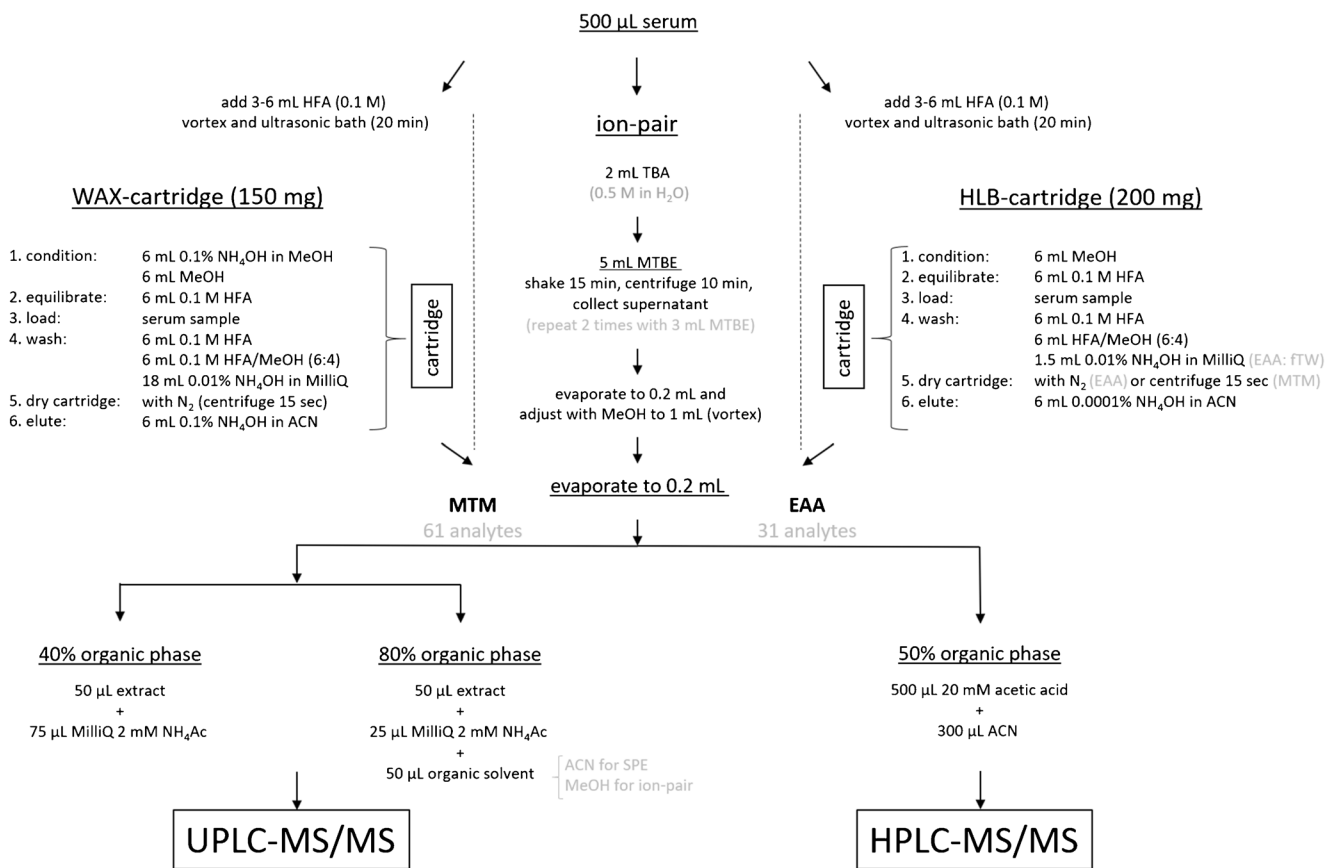 500 µL serum
add 3-6 mL HFA (0.1 M)
vortex and ultrasonic bath (20 min)
WAX-cartridge (150 mg)
1. condition: 6 mL 0.1% NH₄OH in MeOH
6 mL MeOH
2. equilibrate: 6 mL 0.1 M HFA
3. load: serum sample
4. wash: 6 mL 0.1 M HFA
6 mL 0.1 M HFA/MeOH (6:4)
18 mL 0.01% NH₄OH in MilliQ
5. dry cartridge: with N₂ (centrifuge 15 sec)
6. elute: 6 mL 0.1% NH₄OH in ACN
cartridge
ion-pair
2 mL TBA
(0.5 M in H₂O)
5 mL MTBE
shake 15 min, centrifuge 10 min,
collect supernatant
(repeat 2 times with 3 mL MTBE)
evaporate to 0.2 mL and
adjust with MeOH to 1 mL (vortex)
add 3-6 mL HFA (0.1 M)
vortex and ultrasonic bath (20 min)
HLB-cartridge (200 mg)
cartridge
1. condition: 6 mL MeOH
2. equilibrate: 6 mL 0.1 M HFA
3. load: serum sample
4. wash: 6 mL 0.1 M HFA
6 mL HFA/MeOH (6:4)
1.5 mL 0.01% NH₄OH in MilliQ (EAA: fTW)
5. dry cartridge: with N₂ (EAA) or centrifuge 15 sec (MTM)
6. elute: 6 mL 0.0001% NH₄OH in ACN
evaporate to 0.2 mL
MTM
61 analytes
EAA
31 analytes
40% organic phase
50 µL extract
+
75 µL MilliQ 2 mM NH₄Ac
80% organic phase
50 µL extract
+
25 µL MilliQ 2 mM NH₄Ac
+
50 µL organic solvent
ACN for SPE
MeOH for ion-pair
50% organic phase
500 µL 20 mM acetic acid
+
300 µL ACN
UPLC-MS/MS
HPLC-MS/MS